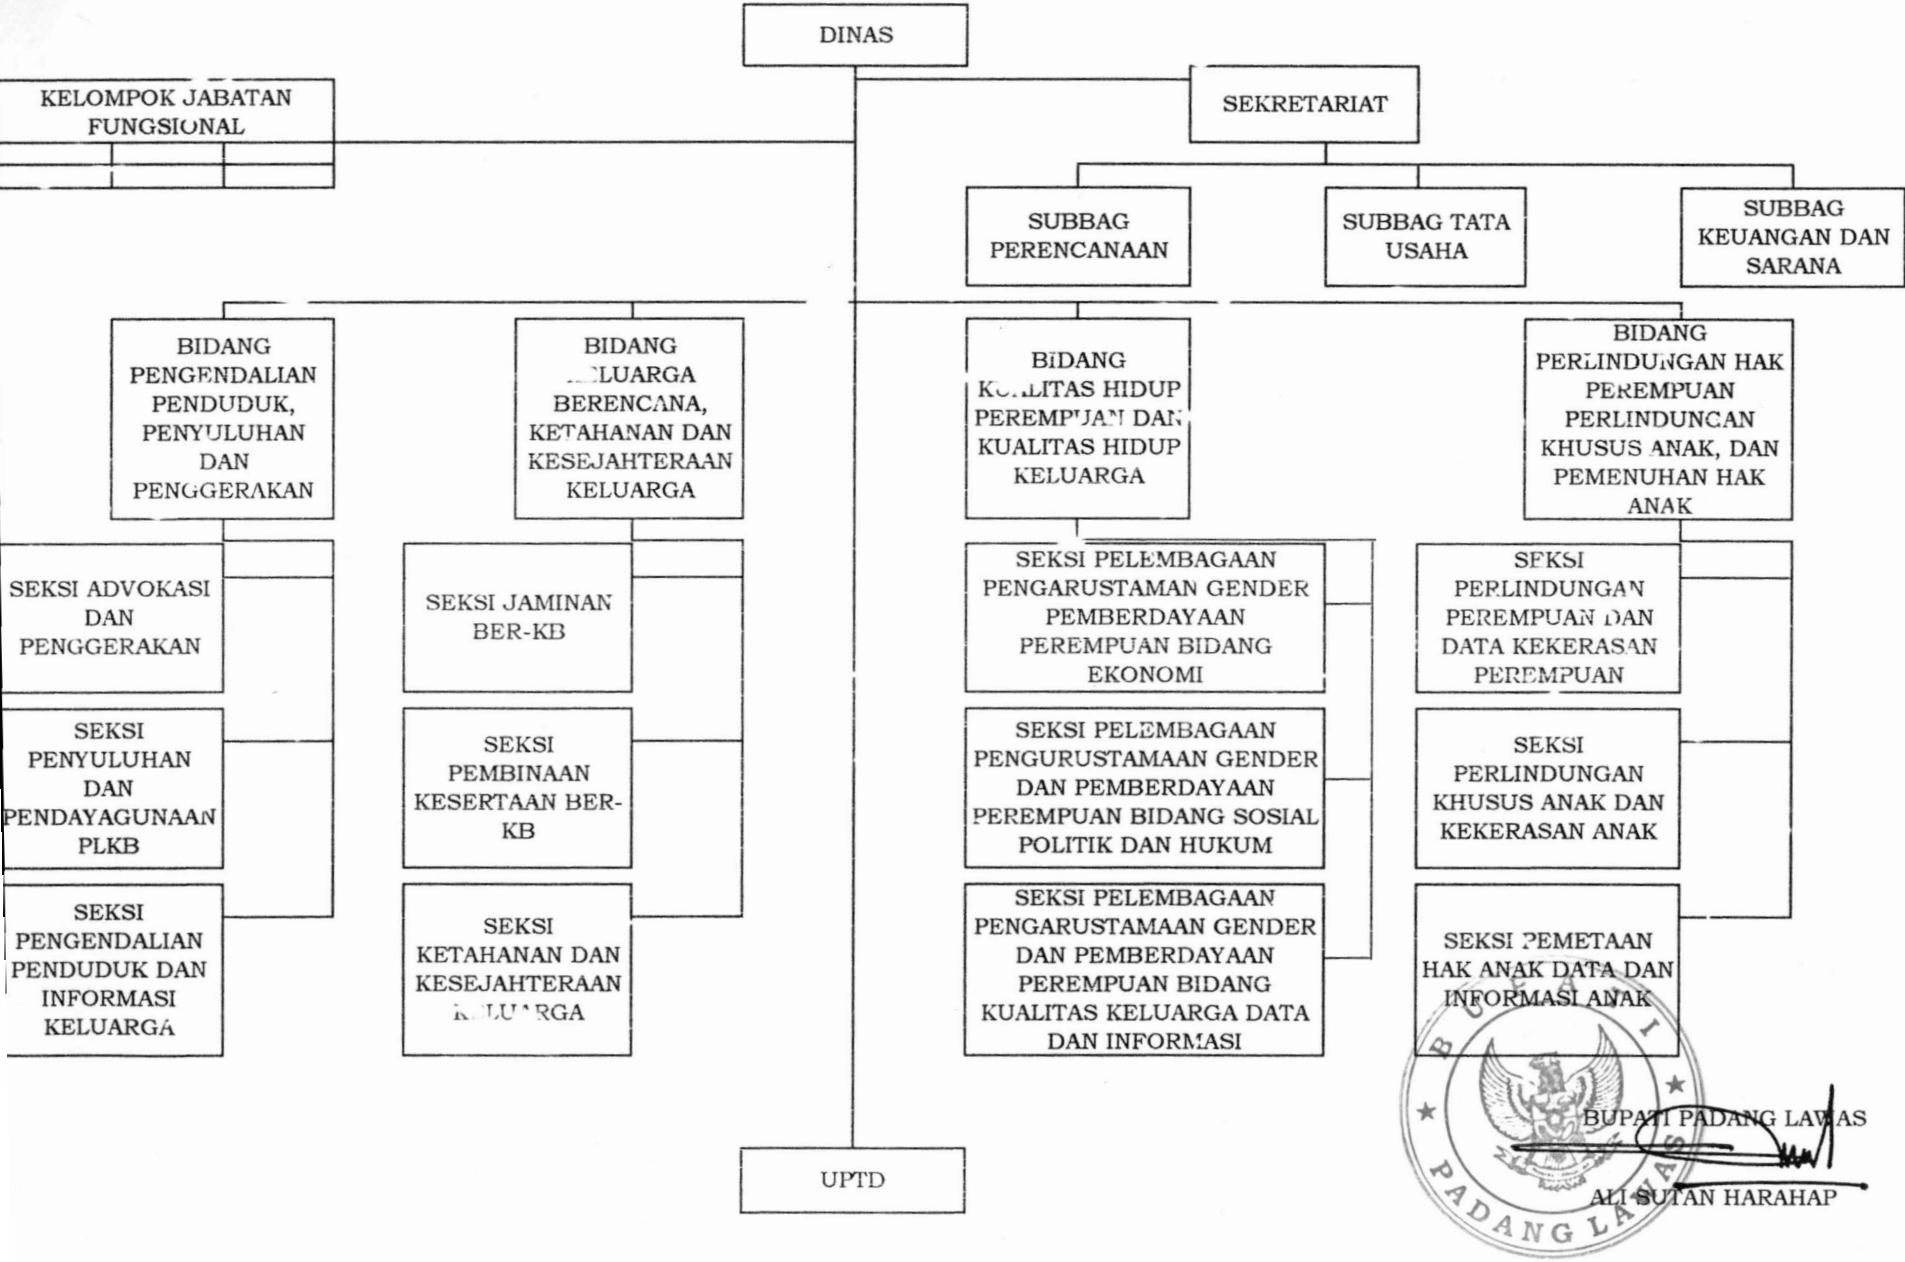 DINAS
KELOMPOK JABATAN
FUNGSIONAL
SEKRETARIAT
SUBBAG
PERENCANAAN
SUBBAG TATA
USAHA
SUBBAG
KEUANGAN DAN
SARANA
BIDANG
PENGENDALIAN
PENDUDUK,
PENYULUHAN
DAN
PENGGERAKAN
BIDANG
KELUARGA
BERENCANA,
KETAHANAN DAN
KESEJAHTERAAN
KELUARGA
BIDANG
KUALITAS HIDUP
PEREMPUAN DAN
KUALITAS HIDUP
KELUARGA
BIDANG
PERLINDUNGAN HAK
PEREMPUAN
PERLINDUNGAN
KHUSUS ANAK, DAN
PEMENUHAN HAK
ANAK
SEKSI ADVOKASI
DAN
PENGGERAKAN
SEKSI
PENYULUHAN
DAN
PENDAYAGUNAAN
PLKB
SEKSI
PENGENDALIAN
PENDUDUK DAN
INFORMASI
KELUARGA
SEKSI JAMINAN
BER-KB
SEKSI
PEMBINAAN
KESERTAAN BER-
KB
SEKSI
KETAHANAN DAN
KESEJAHTERAAN
KELUARGA
SEKSI PELEMBAGAAN
PENGARUSTAMAN GENDER
PEMBERDAYAAN
PEREMPUAN BIDANG
EKONOMI
SEKSI PELEMBAGAAN
PENGURUSTAMAAN GENDER
DAN PEMBERDAYAAN
PEREMPUAN BIDANG SOSIAL
POLITIK DAN HUKUM
SEKSI PELEMBAGAAN
PENGARUSTAMAAN GENDER
DAN PEMBERDAYAAN
PEREMPUAN BIDANG
KUALITAS KELUARGA DATA
DAN INFORMASI
SEKSI
PERLINDUNGAN
PEREMPUAN DAN
DATA KEKERASAN
PEREMPUAN
SEKSI
PERLINDUNGAN
KHUSUS ANAK DAN
KEKERASAN ANAK
SEKSI PEMETAAN
HAK ANAK DATA DAN
INFORMASI ANAK
UPTD
BUPATI
PADANG LAWAS
BUPATI PADANG LAWAS
ALI SUTAN HARAHAP